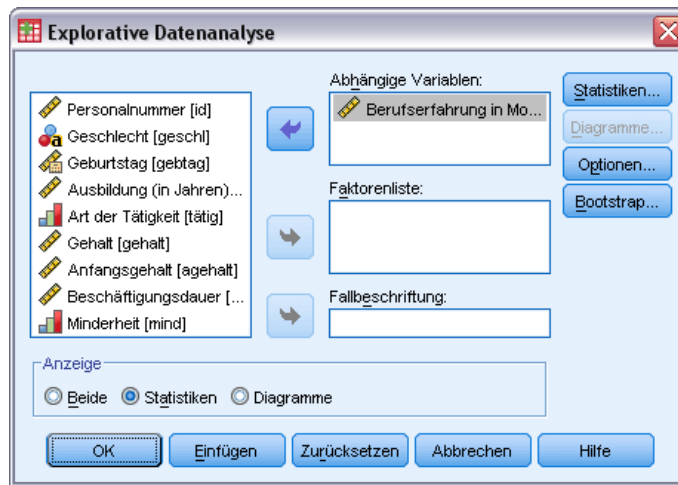 Explorative Datenanalyse
Personalnummer [id]
Geschlecht [geschl]
Geburtstag [gebtag]
Ausbildung (in Jahren)...
Art der Tätigkeit [tätig]
Gehalt [gehalt]
Anfangsgehalt [agehalt]
Beschäftigungsdauer [...
Minderheit [mind]
Abhängige Variablen:
Berufserfahrung in Mo...
Faktorenliste:
Fallbeschriftung:
Statistiken...
Diagramme...
Optionen...
Bootstrap...
Anzeige
Beide Statistiken Diagramme
OK Einfügen Zurücksetzen Abbrechen Hilfe